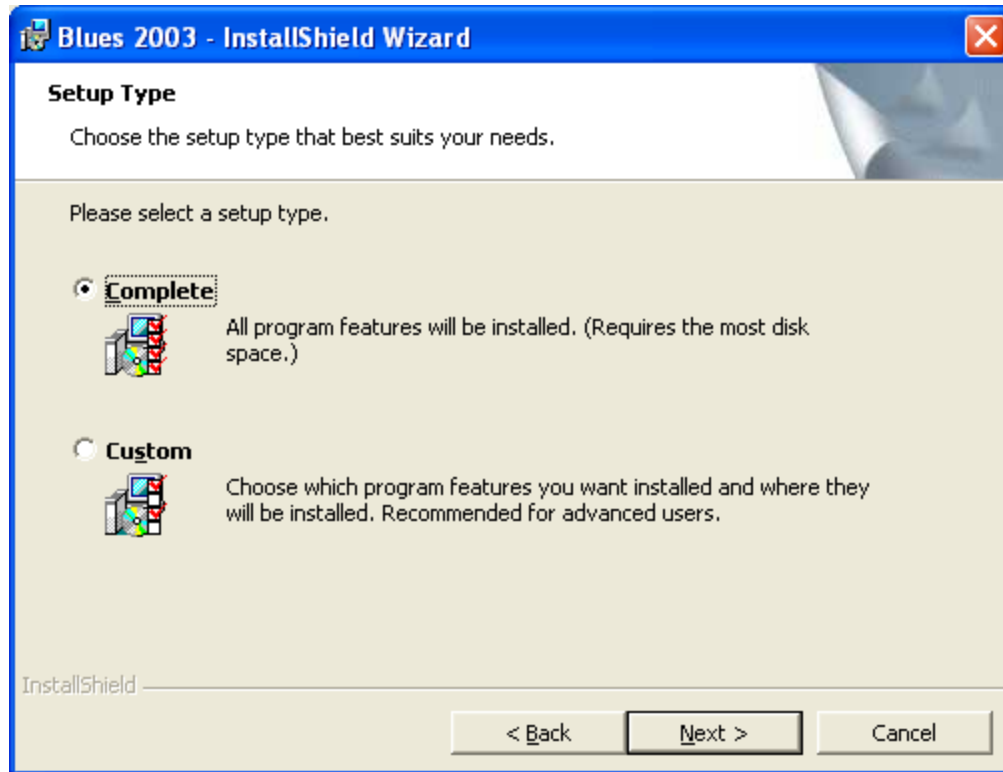 Blues 2003 - InstallShield Wizard
Setup Type
Choose the setup type that best suits your needs.
Please select a setup type.
Complete
All program features will be installed. (Requires the most disk
space.)
Custom
Choose which program features you want installed and where they
will be installed. Recommended for advanced users.
InstallShield
< Back Next > Cancel